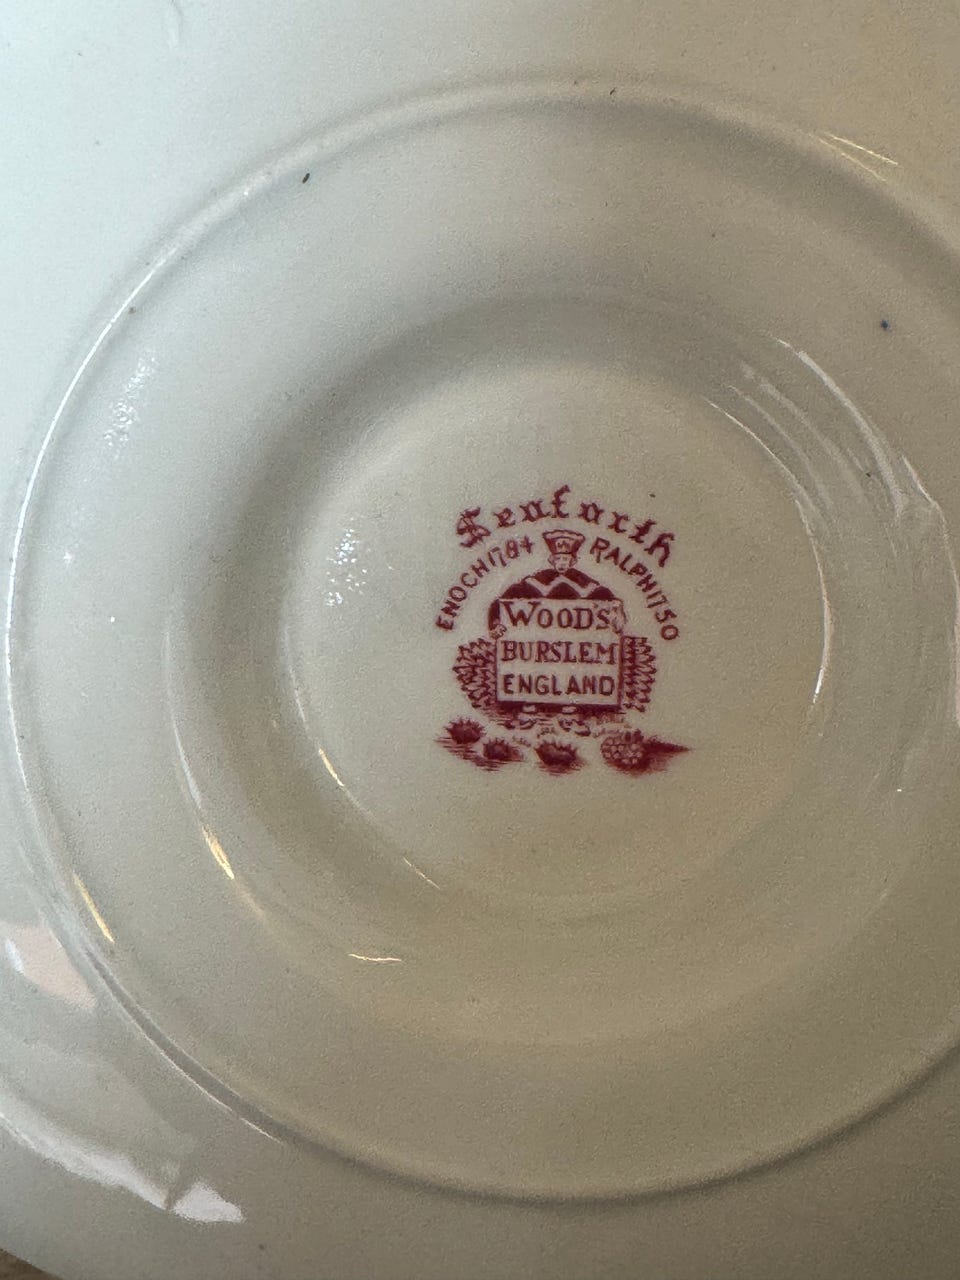 Seaforth
ENOCH 1784 RALPH 1750
WOOD'S
BURSLEM
ENGLAND